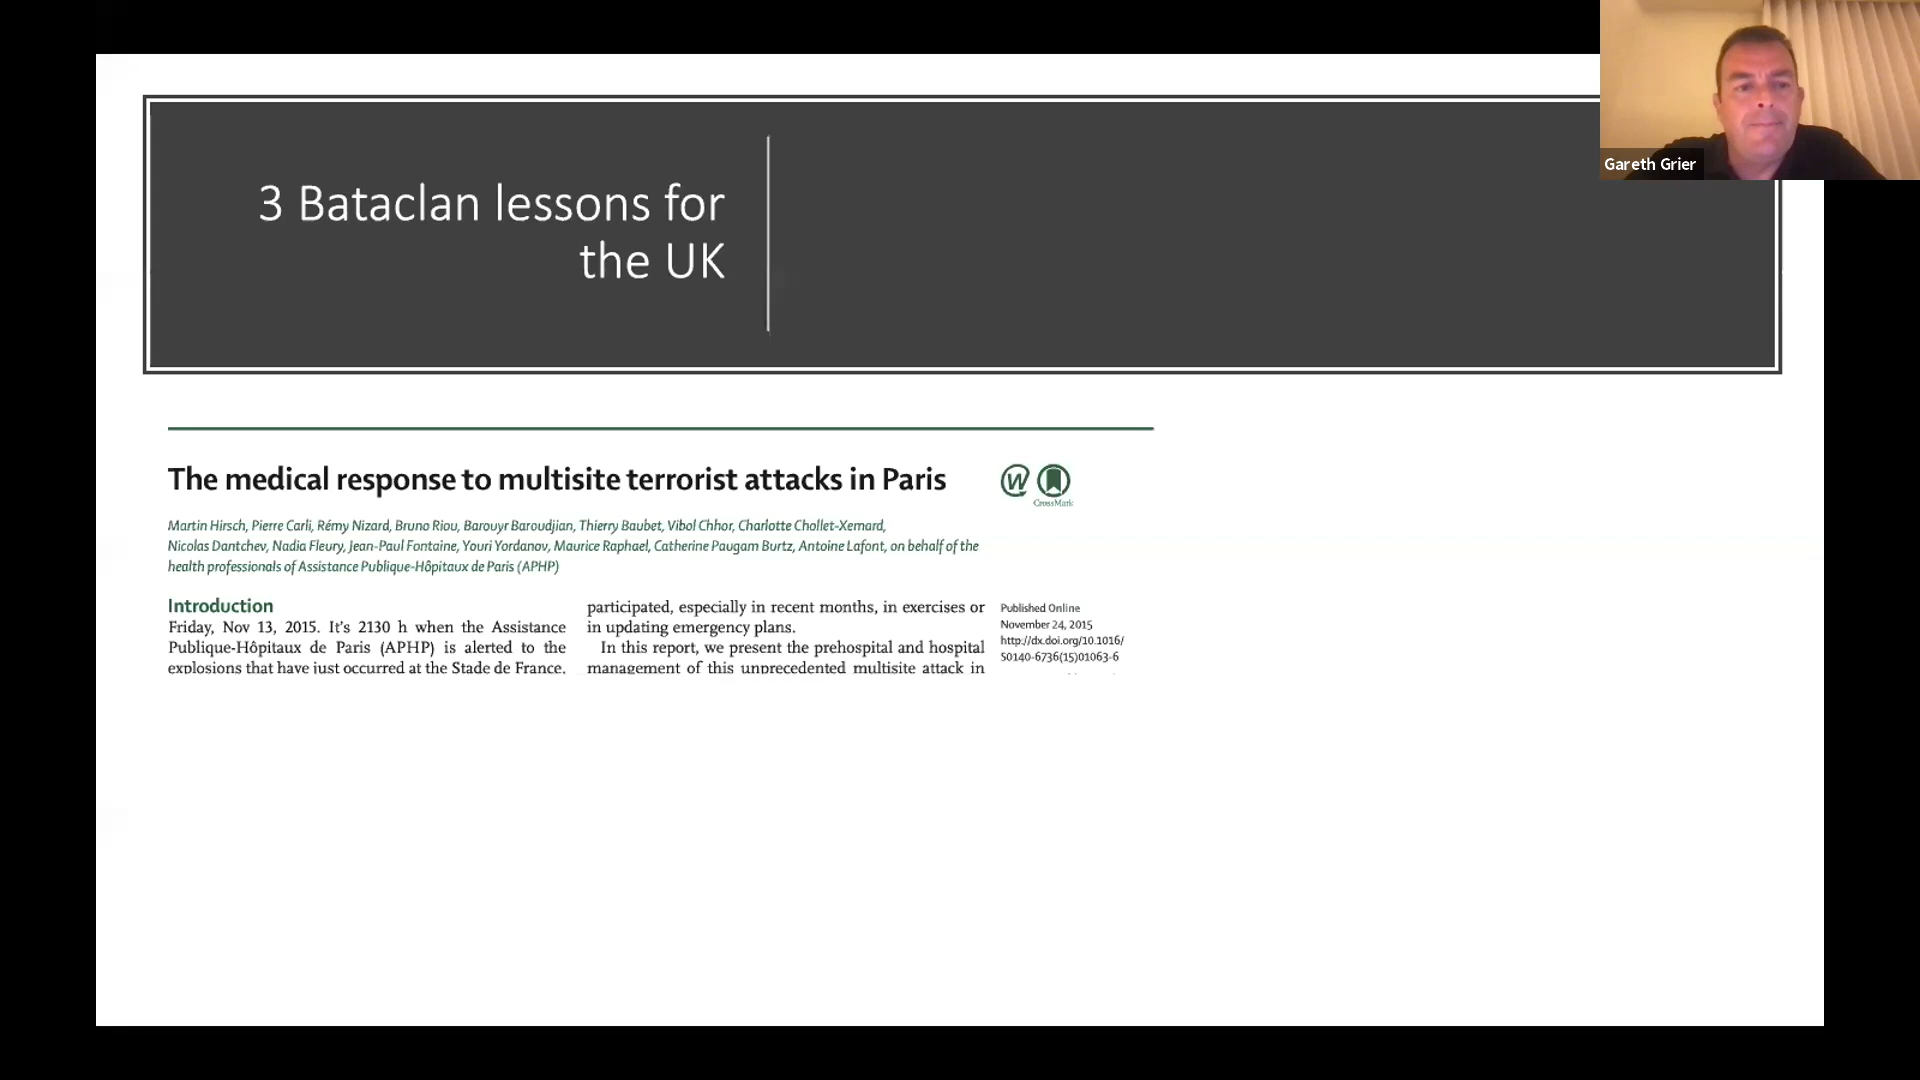 3 Bataclan lessons for
the UK
Gareth Grier
The medical response to multisite terrorist attacks in Paris
CrossMark
Martin Hirsch, Pierre Carli, Rémy Nizard, Bruno Riou, Barouyr Baroudjian, Thierry Baubet, Vibol Chhor, Charlotte Chollet-Xemard,
Nicolas Dantchev, Nadia Fleury, Jean-Paul Fontaine, Youri Yordanov, Maurice Raphael, Catherine Paugam Burtz, Antoine Lafont, on behalf of the
health professionals of Assistance Publique-Hôpitaux de Paris (APHP)
Introduction
Friday, Nov 13, 2015. It's 2130 h when the Assistance
Publique-Hôpitaux de Paris (APHP) is alerted to the
explosions that have just occurred at the Stade de France.
participated, especially in recent months, in exercises or
in updating emergency plans.
In this report, we present the prehospital and hospital
management of this unprecedented multisite attack in
Published Online
November 24, 2015
http://dx.doi.org/10.1016/
S0140-6736(15)01063-6